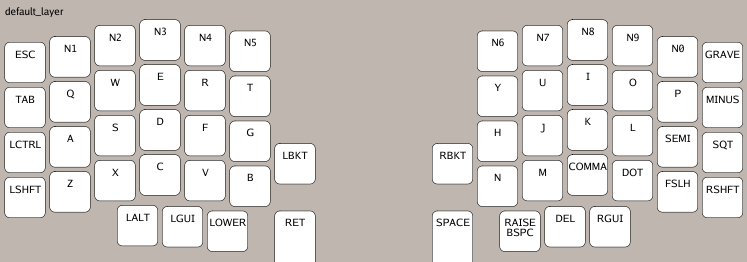 default_layer
ESC N1 N2 N3 N4 N5 N6 N7 N8 N9 N0 GRAVE
TAB Q W E R T Y U I O P MINUS
LCTRL A S D F G H J K L SEMI SQT
LBKT RBKT
LSHFT Z X C V B N M COMMA DOT FSLH RSHFT
LALT LGUI LOWER RET SPACE RAISE DEL RGUI
BSPC